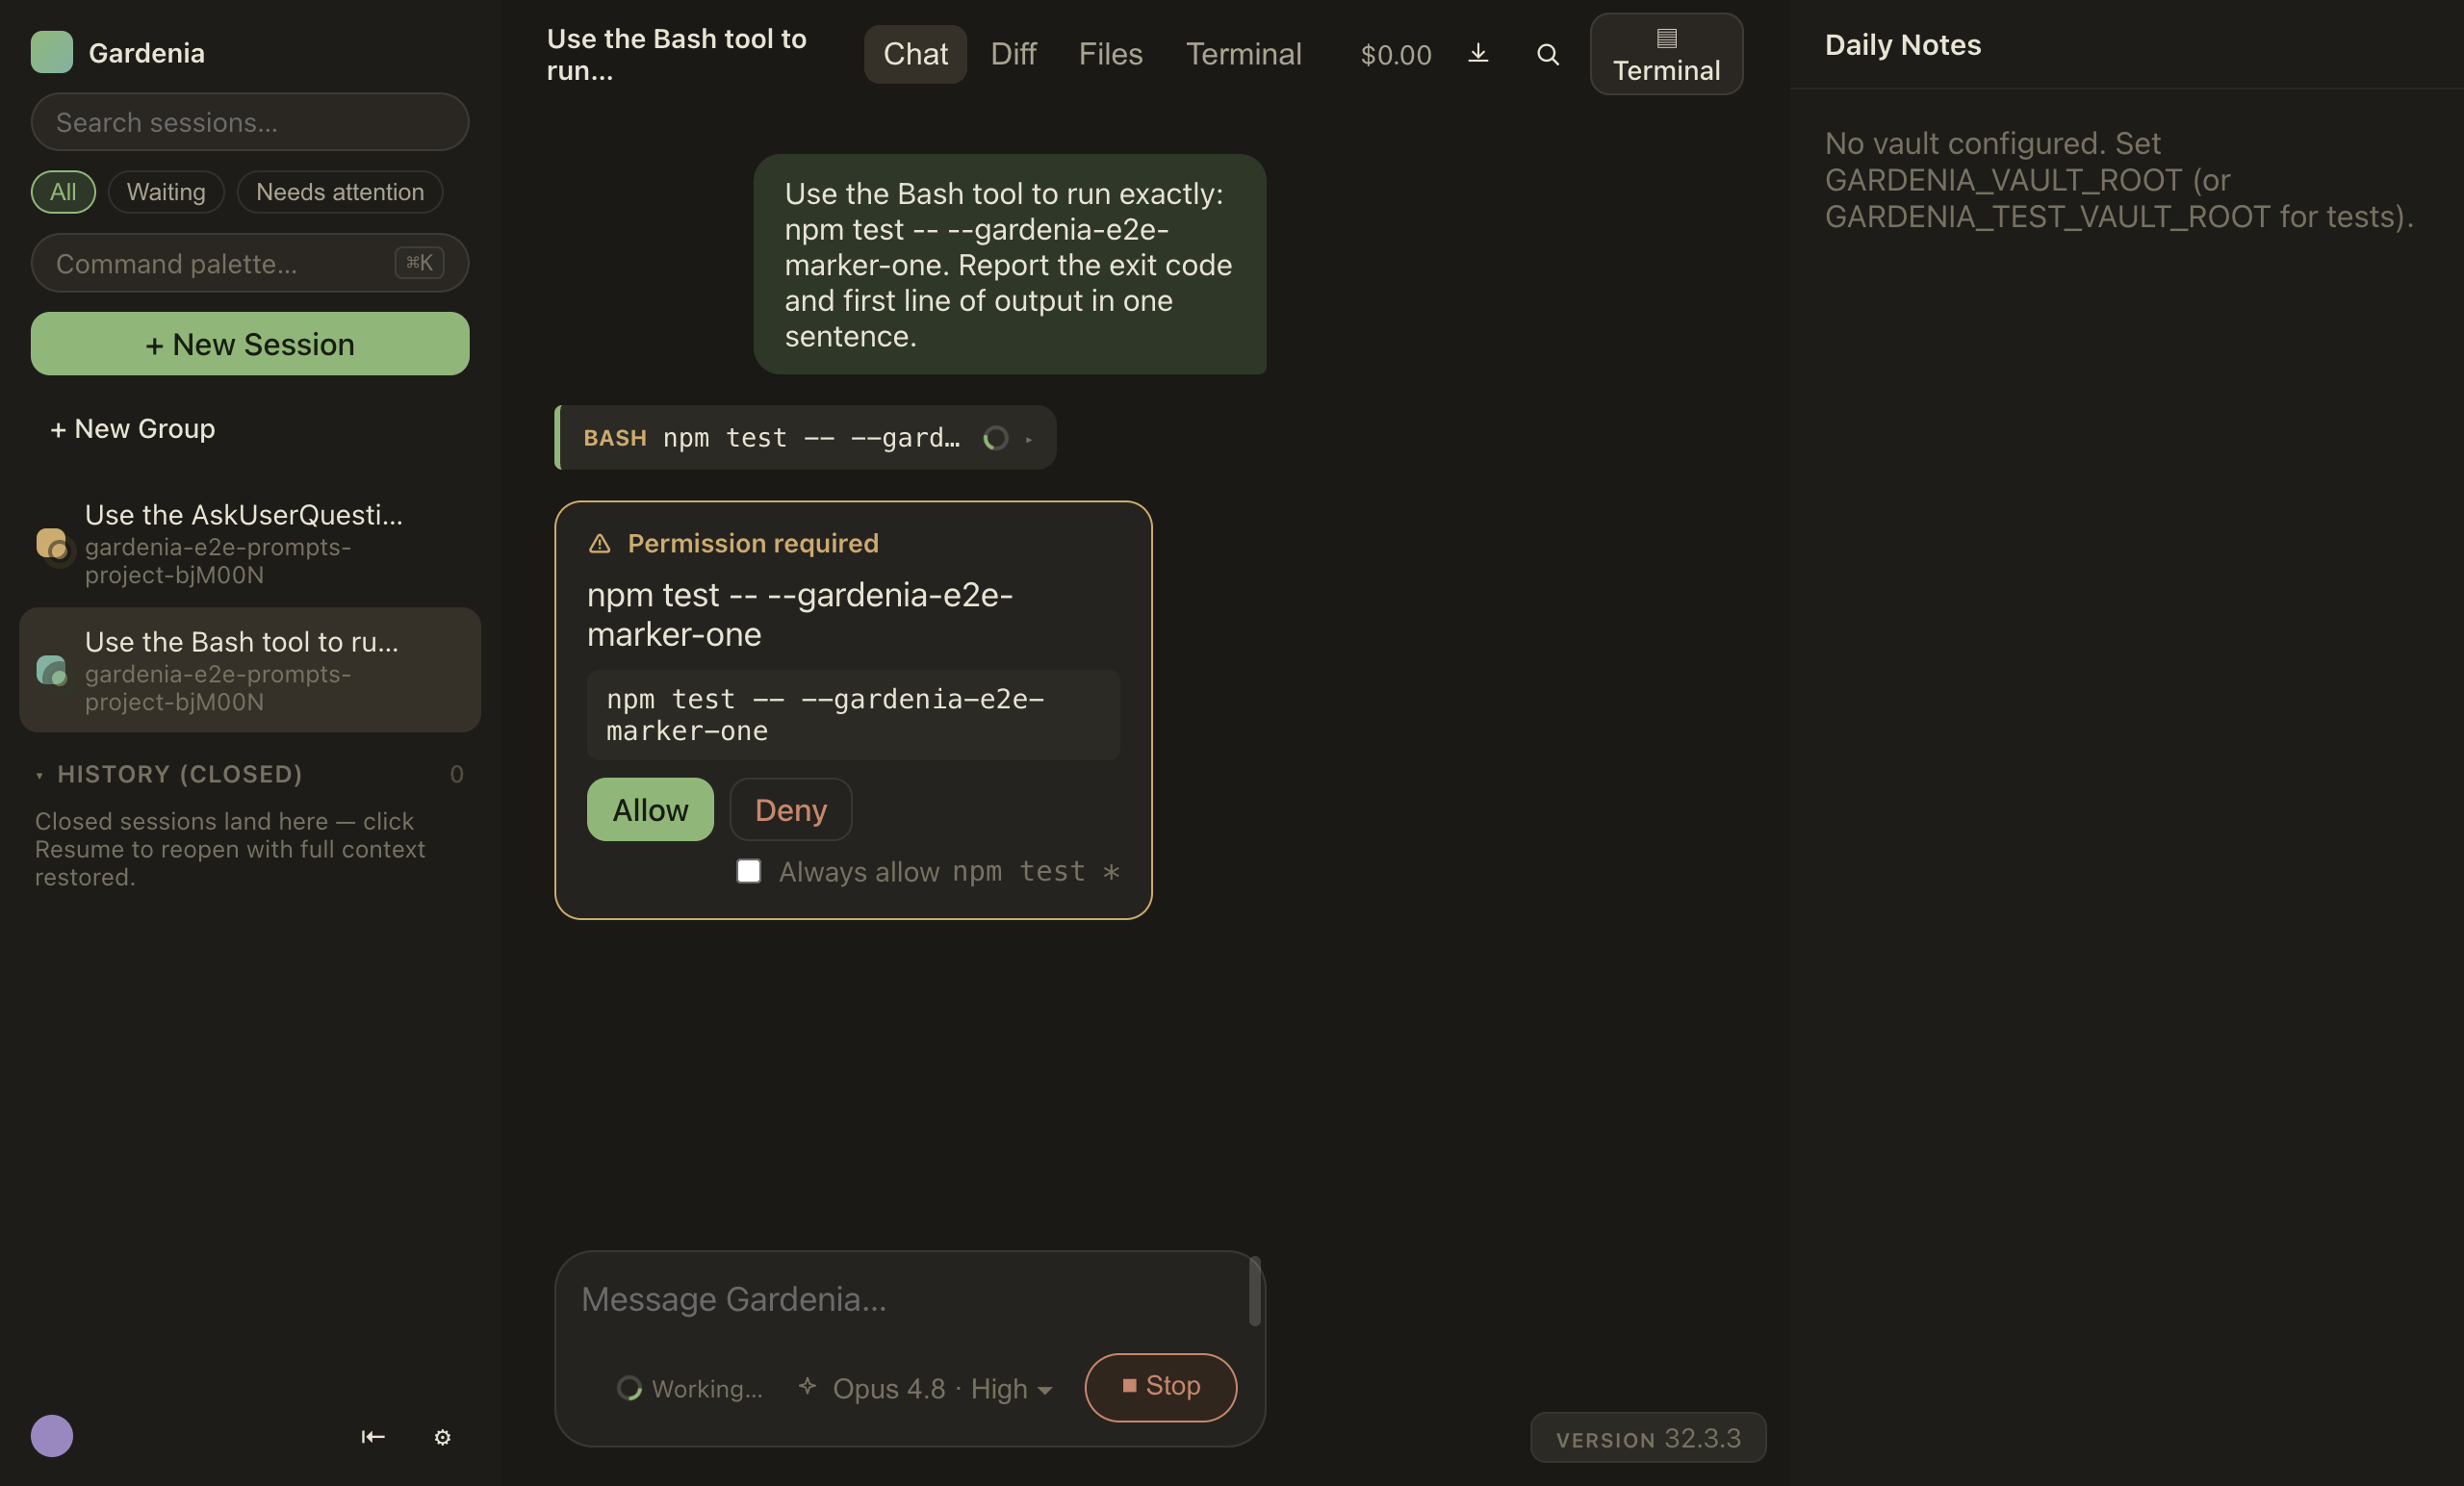 Gardenia
Search sessions...
All
Waiting
Needs attention
Command palette...
⌘K
+ New Session
+ New Group
Use the AskUserQuesti...
gardenia-e2e-prompts-
project-bjM00N
Use the Bash tool to ru...
gardenia-e2e-prompts-
project-bjM00N
HISTORY (CLOSED)
0
Closed sessions land here — click
Resume to reopen with full context
restored.
Use the Bash tool to
run...
Chat
Diff
Files
Terminal
$0.00
Terminal
Use the Bash tool to run exactly:
npm test -- --gardenia-e2e-
marker-one. Report the exit code
and first line of output in one
sentence.
BASH npm test -- --gard…
Permission required
npm test -- --gardenia-e2e-
marker-one
npm test -- --gardenia-e2e-
marker-one
Allow
Deny
Always allow npm test *
Message Gardenia...
Working...
Opus 4.8 · High
Stop
VERSION 32.3.3
Daily Notes
No vault configured. Set
GARDENIA_VAULT_ROOT (or
GARDENIA_TEST_VAULT_ROOT for tests).